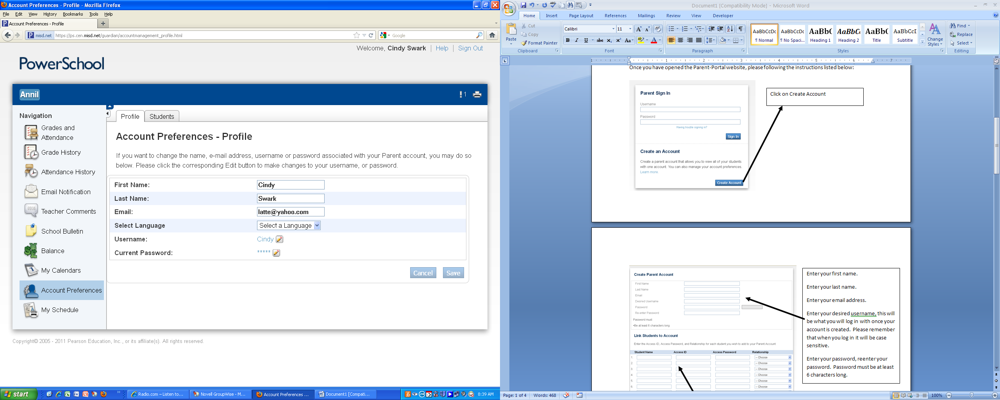 Account Preferences - Profile - Mozilla Firefox
File Edit View History Bookmarks Tools Help
Account Preferences - Profile
misd.net https://ps.cen.misd.net/guardian/accountmanagement_profile.html
Google
Welcome, Cindy Swark Help Sign Out
PowerSchool
Annil
1
Navigation
Grades and
Attendance
Grade History
Attendance History
Email Notification
Teacher Comments
School Bulletin
Balance
My Calendars
Account Preferences
My Schedule
Profile Students
Account Preferences - Profile
If you want to change the name, e-mail address, username or password associated with your Parent account, you may do so
below. Please click the corresponding Edit button to make changes to your username, or password.
First Name: Cindy
Last Name: Swark
Email: latte@yahoo.com
Select Language Select a Language
Username: Cindy
Current Password: *****
Cancel Save
Copyright© 2005 - 2011 Pearson Education, Inc., or its affiliate(s). All rights reserved.
start
Radio.com – Listen to...
Novell GroupWise - M...
Account Preferences ...
Document1 [Compati...
8:39 AM
Document1 [Compatibility Mode] - Microsoft Word
Home Insert Page Layout References Mailings Review View Developer
Paste
Cut
Copy
Format Painter
Clipboard
Calibri 11
Font
Paragraph
AaBbCcDc AaBbCcDc AaBbC AaBbC AaBbC AaBbCcI
¶ Normal ¶ No Spaci... Heading 1 Heading 2 Title Subtitle
Change
Styles
Styles
Find
Replace
Select
Editing
1 1 2 3 4 5 6 7
Once you have opened the Parent-Portal website, please following the instructions listed below:
Parent Sign In
Username
Password
Having trouble signing in?
Sign In
Create an Account
Create a parent account that allows you to view all of your students
with one account. You can also manage your account preferences.
Learn more.
Create Account
Click on Create Account
Create Parent Account
First Name
Last Name
Email
Desired Username
Password
Re-enter Password
Password must:
•Be at least 6 characters long
Link Students to Account
Enter the Access ID, Access Password, and Relationship for each student you wish to add to your Parent Account
Student Name Access ID Access Password Relationship
1. -- Choose
2. -- Choose
3. -- Choose
4. -- Choose
5. -- Choose
6. -- Choose
Enter your first name.
Enter your last name.
Enter your email address.
Enter your desired username, this will
be what you will log in with once your
account is created. Please remember
that when you log in it will be case
sensitive.
Enter your password, reenter your
password. Password must be at least
6 characters long.
Page: 1 of 4 Words: 468
100%